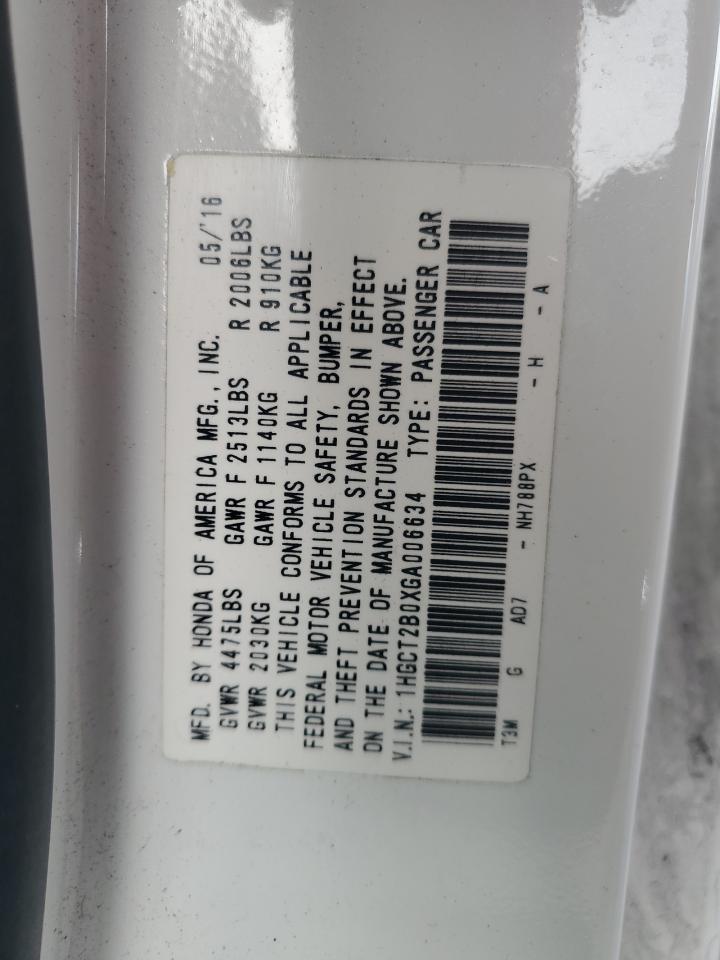 MFD. BY HONDA OF AMERICA MFG., INC. 05/'16
GVWR 4475LBS GAWR F 2513LBS R 2006LBS
GVWR 2030KG GAWR F 1140KG R 910KG
THIS VEHICLE CONFORMS TO ALL APPLICABLE
FEDERAL MOTOR VEHICLE SAFETY, BUMPER,
AND THEFT PREVENTION STANDARDS IN EFFECT
ON THE DATE OF MANUFACTURE SHOWN ABOVE.
V.I.N.: 1HGCT2B0XGA006634 TYPE: PASSENGER CAR
T3M G AD7 - NH788PX - H - A